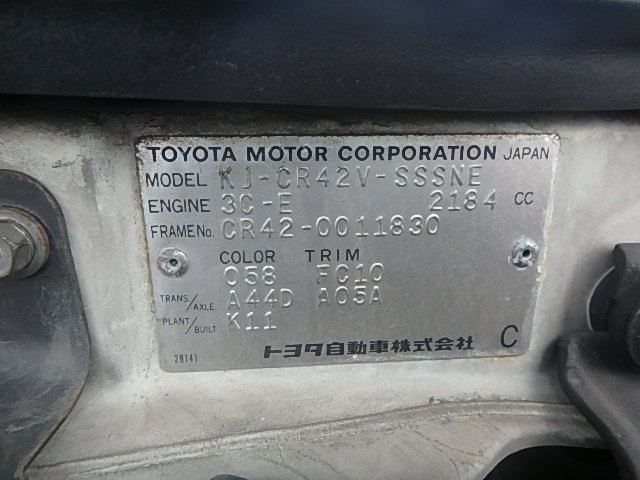 TOYOTA MOTOR CORPORATION JAPAN
MODEL KJ-CR42V-SSSNE
ENGINE 3C-E 2184 CC
FRAME No. CR42-0011830
COLOR TRIM
058 FC10
TRANS./AXLE A44D A05A
PLANT/BUILT K11
28141 トヨタ自動車株式会社 C